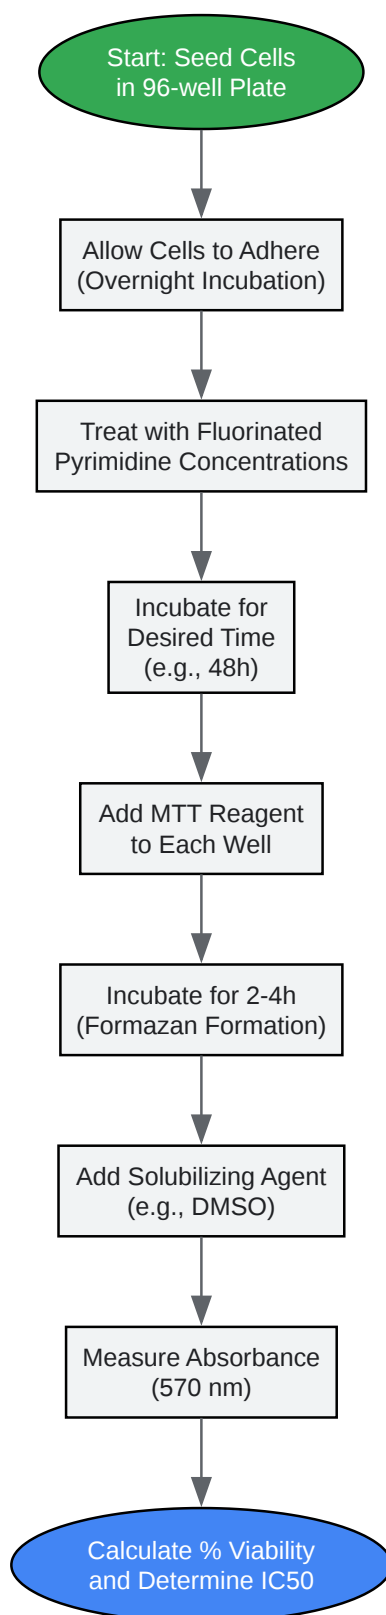 Start: Seed Cells
in 96-well Plate
Allow Cells to Adhere
(Overnight Incubation)
Treat with Fluorinated
Pyrimidine Concentrations
Incubate for
Desired Time
(e.g., 48h)
Add MTT Reagent
to Each Well
Incubate for 2-4h
(Formazan Formation)
Add Solubilizing Agent
(e.g., DMSO)
Measure Absorbance
(570 nm)
Calculate % Viability
and Determine IC50